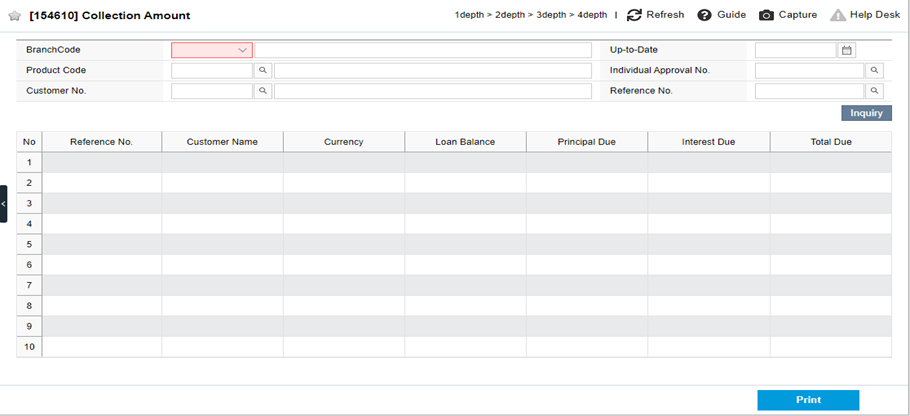 [154610] Collection Amount
1depth > 2depth > 3depth > 4depth | Refresh Guide Capture Help Desk
BranchCode Up-to-Date
Product Code Individual Approval No.
Customer No. Reference No.
Inquiry
No Reference No. Customer Name Currency Loan Balance Principal Due Interest Due Total Due
1
2
3
4
5
6
7
8
9
10
Print